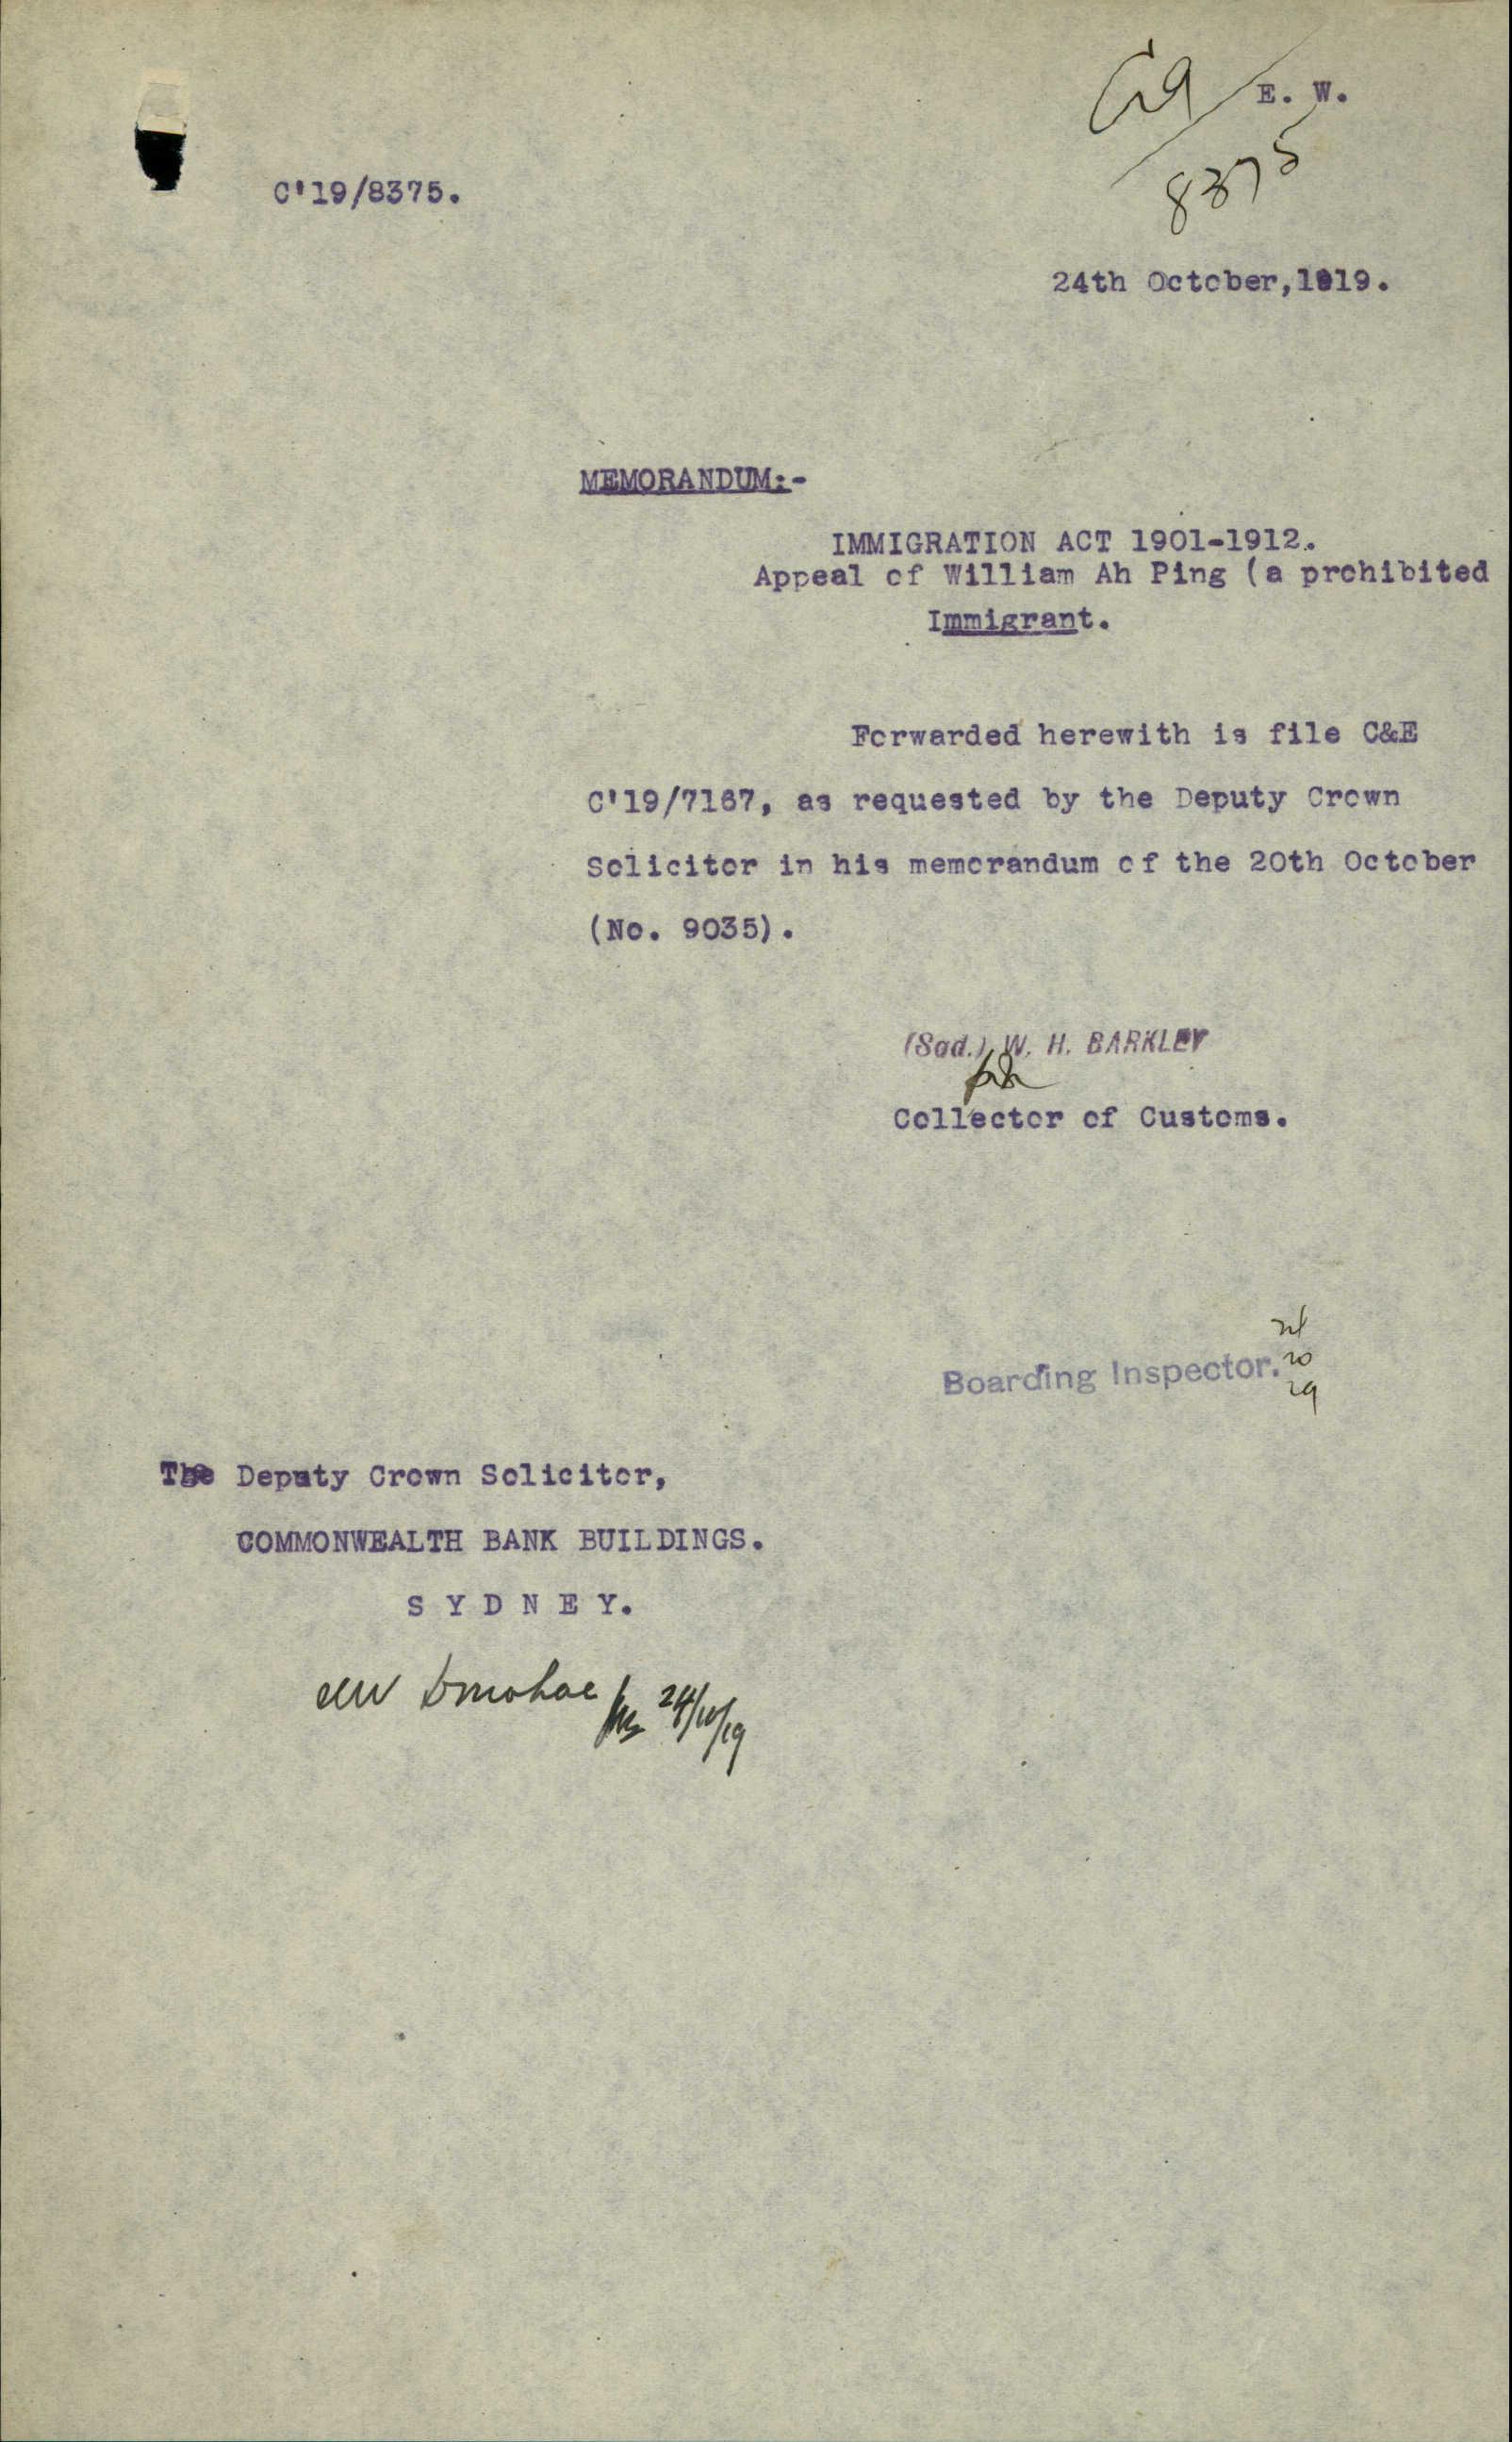 C19
E. W.
8375
C'19/8375.
24th October,1919.
MEMORANDUM:-
IMMIGRATION ACT 1901-1912.
Appeal of William Ah Ping (a prohibited
Immigrant.
Forwarded herewith is file C&E
C'19/7167, as requested by the Deputy Crown
Solicitor in his memorandum of the 20th October
(No. 9035).
(Sgd.) W. H. BARKLEY
Collector of Customs.
Boarding Inspector.
The Deputy Crown Solicitor,
COMMONWEALTH BANK BUILDINGS.
S Y D N E Y.
Donohoe 24/10/19